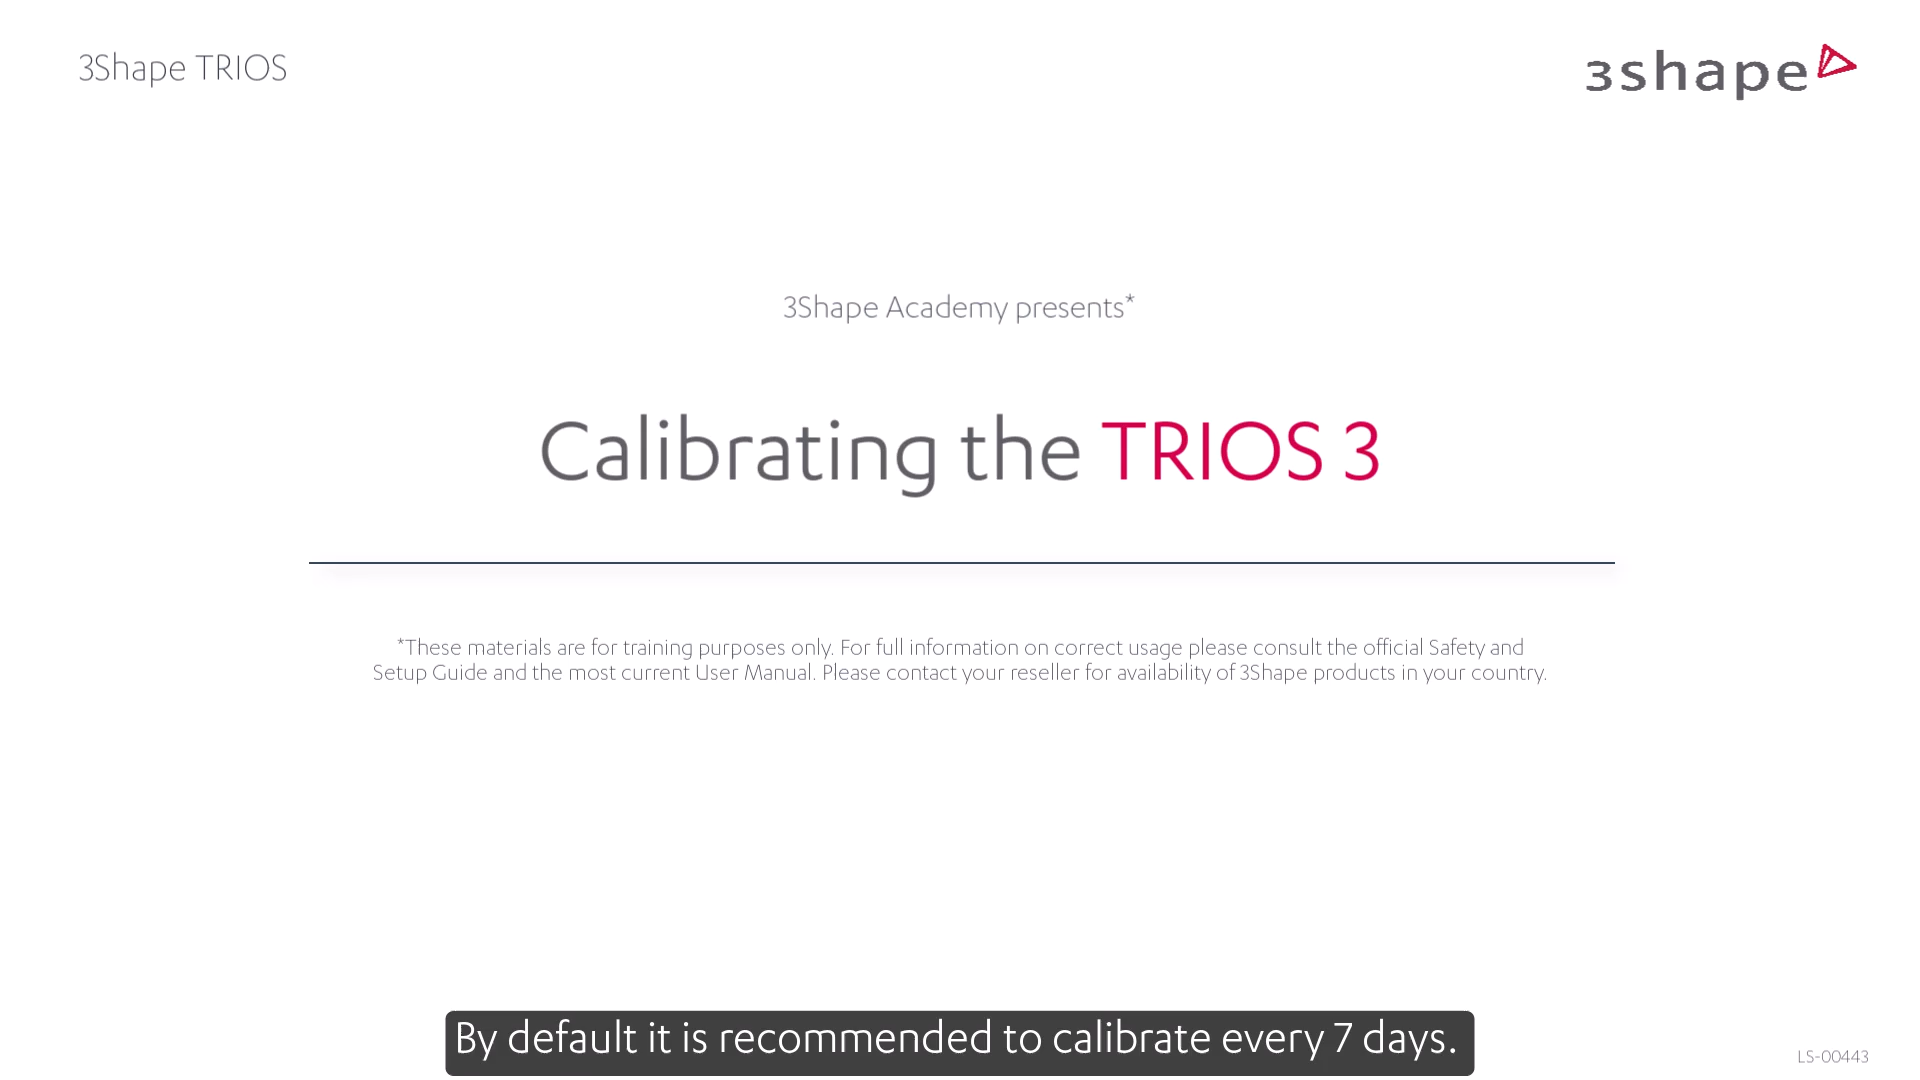 3Shape TRIOS
3shape
3Shape Academy presents*
Calibrating the TRIOS 3
*These materials are for training purposes only. For full information on correct usage please consult the official Safety and
Setup Guide and the most current User Manual. Please contact your reseller for availability of 3Shape products in your country.
By default it is recommended to calibrate every 7 days.
LS-00443